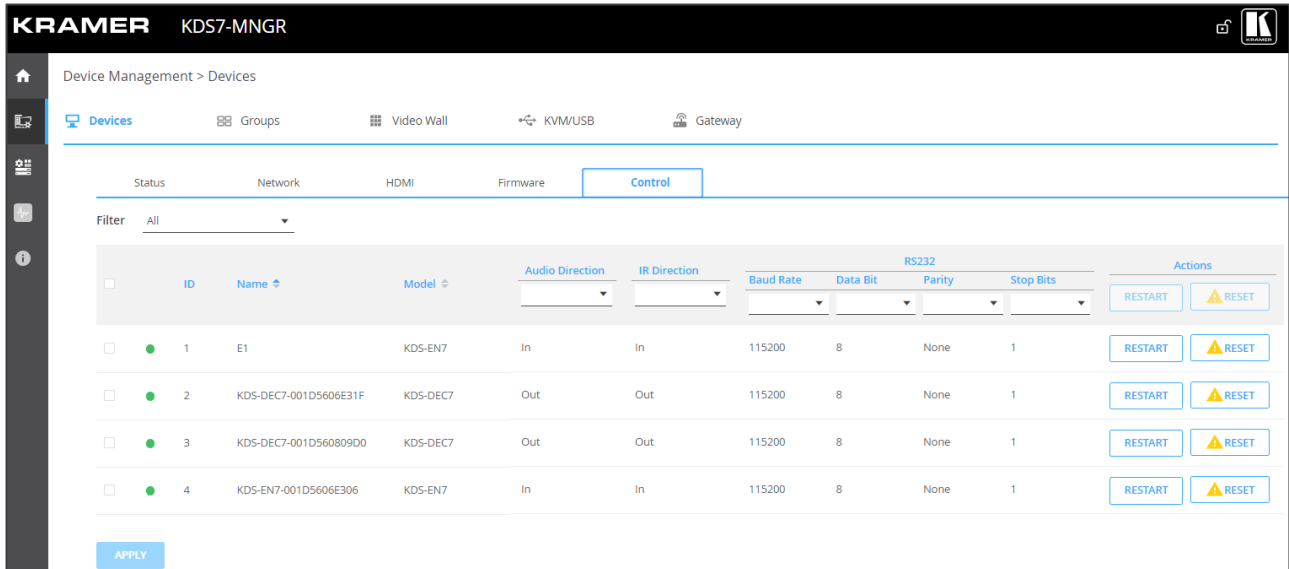 KRAMER KDS7-MNGR
KRAMER
Device Management > Devices
Devices Groups Video Wall KVM/USB Gateway
Status Network HDMI Firmware Control
Filter All
RS232
Audio Direction IR Direction Actions
ID Name Model Baud Rate Data Bit Parity Stop Bits
RESTART RESET
1 E1 KDS-EN7 In In 115200 8 None 1 RESTART RESET
2 KDS-DEC7-001D5606E31F KDS-DEC7 Out Out 115200 8 None 1 RESTART RESET
3 KDS-DEC7-001D560809D0 KDS-DEC7 Out Out 115200 8 None 1 RESTART RESET
4 KDS-EN7-001D5606E306 KDS-EN7 In In 115200 8 None 1 RESTART RESET
APPLY